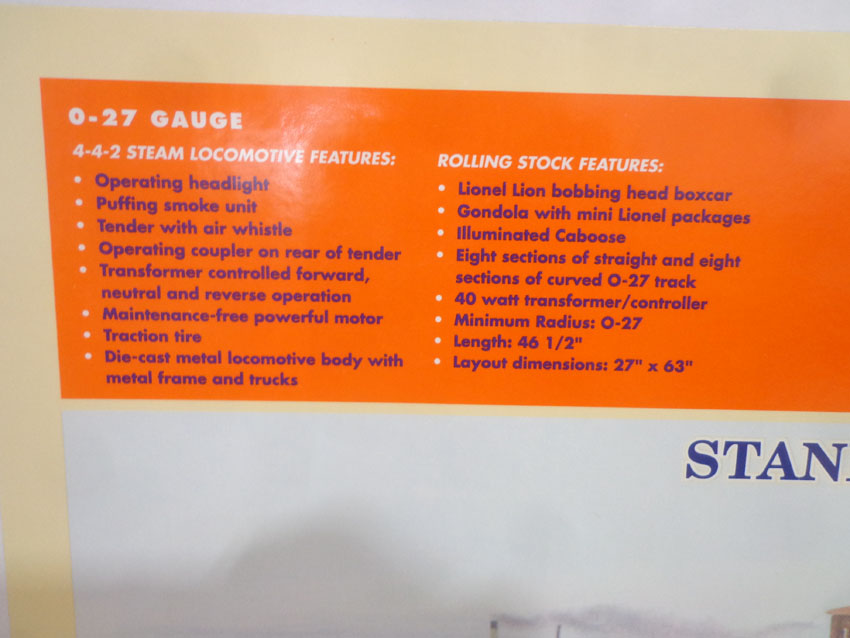 O-27 GAUGE
4-4-2 STEAM LOCOMOTIVE FEATURES:
• Operating headlight
• Puffing smoke unit
• Tender with air whistle
• Operating coupler on rear of tender
• Transformer controlled forward,
neutral and reverse operation
• Maintenance-free powerful motor
• Traction tire
• Die-cast metal locomotive body with
metal frame and trucks
ROLLING STOCK FEATURES:
• Lionel Lion bobbing head boxcar
• Gondola with mini Lionel packages
• Illuminated Caboose
• Eight sections of straight and eight
sections of curved O-27 track
• 40 watt transformer/controller
• Minimum Radius: O-27
• Length: 46 1/2"
• Layout dimensions: 27" x 63"
STAN